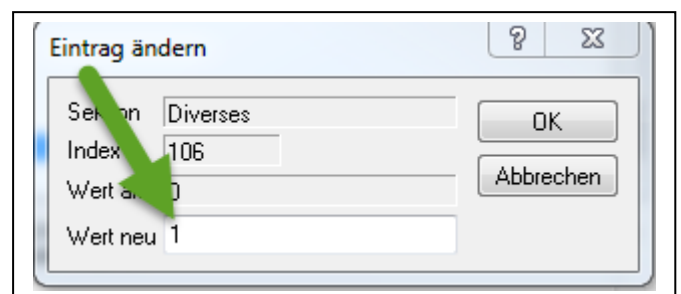 Eintrag ändern
Diverses
OK
Index 106
Abbrechen
Wert
Wert neu 1